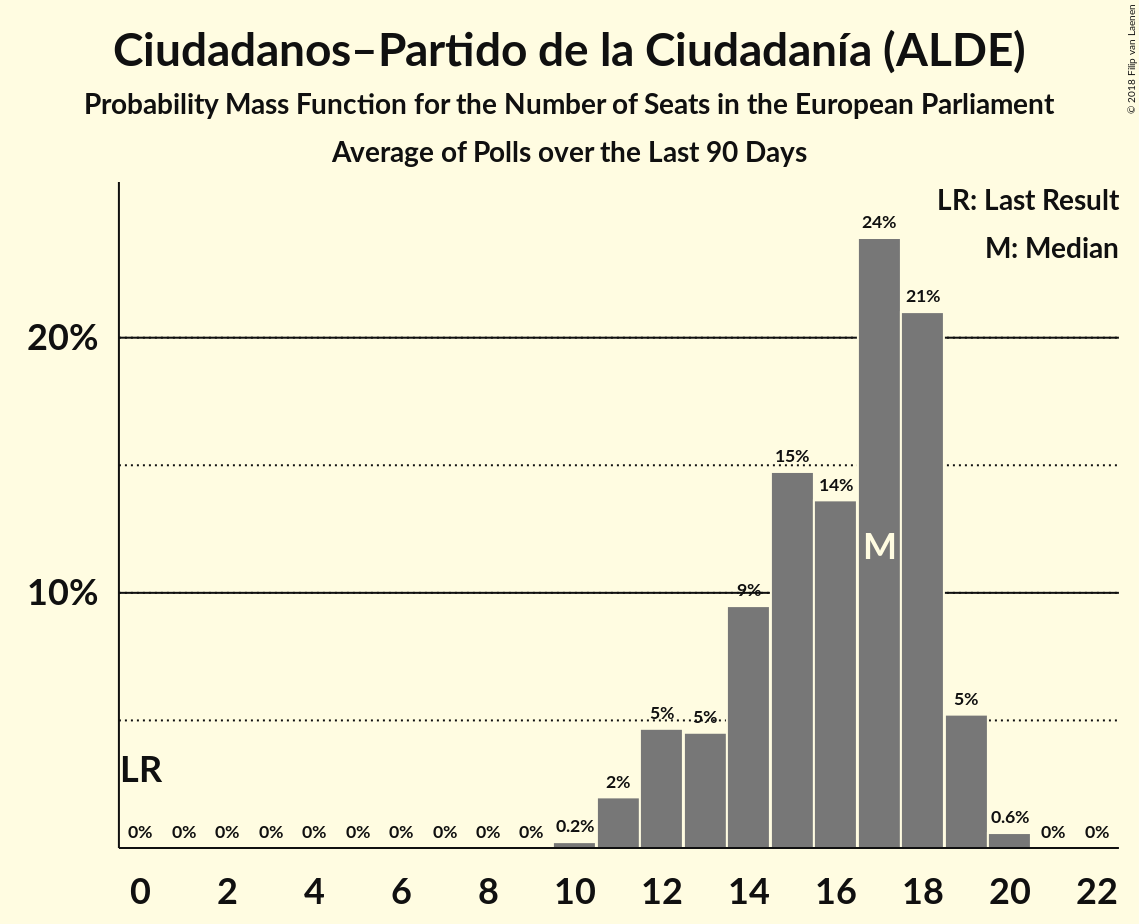 Ciudadanos–Partido de la Ciudadanía (ALDE)
Probability Mass Function for the Number of Seats in the European Parliament
Average of Polls over the Last 90 Days
© 2018 Filip van Laenen
LR: Last Result
M: Median
24%
21%
20%
15%
14%
M
10%
9%
5%
5%
5%
LR
2%
0% 0% 0% 0% 0% 0% 0% 0% 0% 0% 0.2% 0.6% 0% 0%
0 2 4 6 8 10 12 14 16 18 20 22